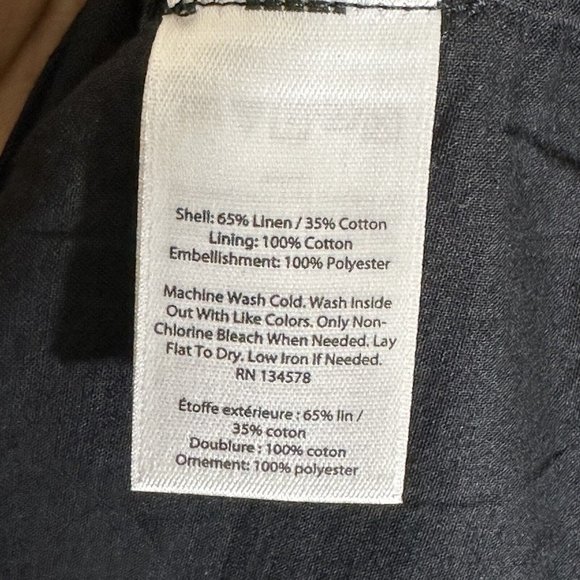 Shell: 65% Linen / 35% Cotton
Lining: 100% Cotton
Embellishment: 100% Polyester
Machine Wash Cold. Wash Inside
Out With Like Colors. Only Non-
Chlorine Bleach When Needed. Lay
Flat To Dry. Low Iron If Needed.
RN 134578
Étoffe extérieure : 65% lin /
35% coton
Doublure : 100% coton
Ornement: 100% polyester